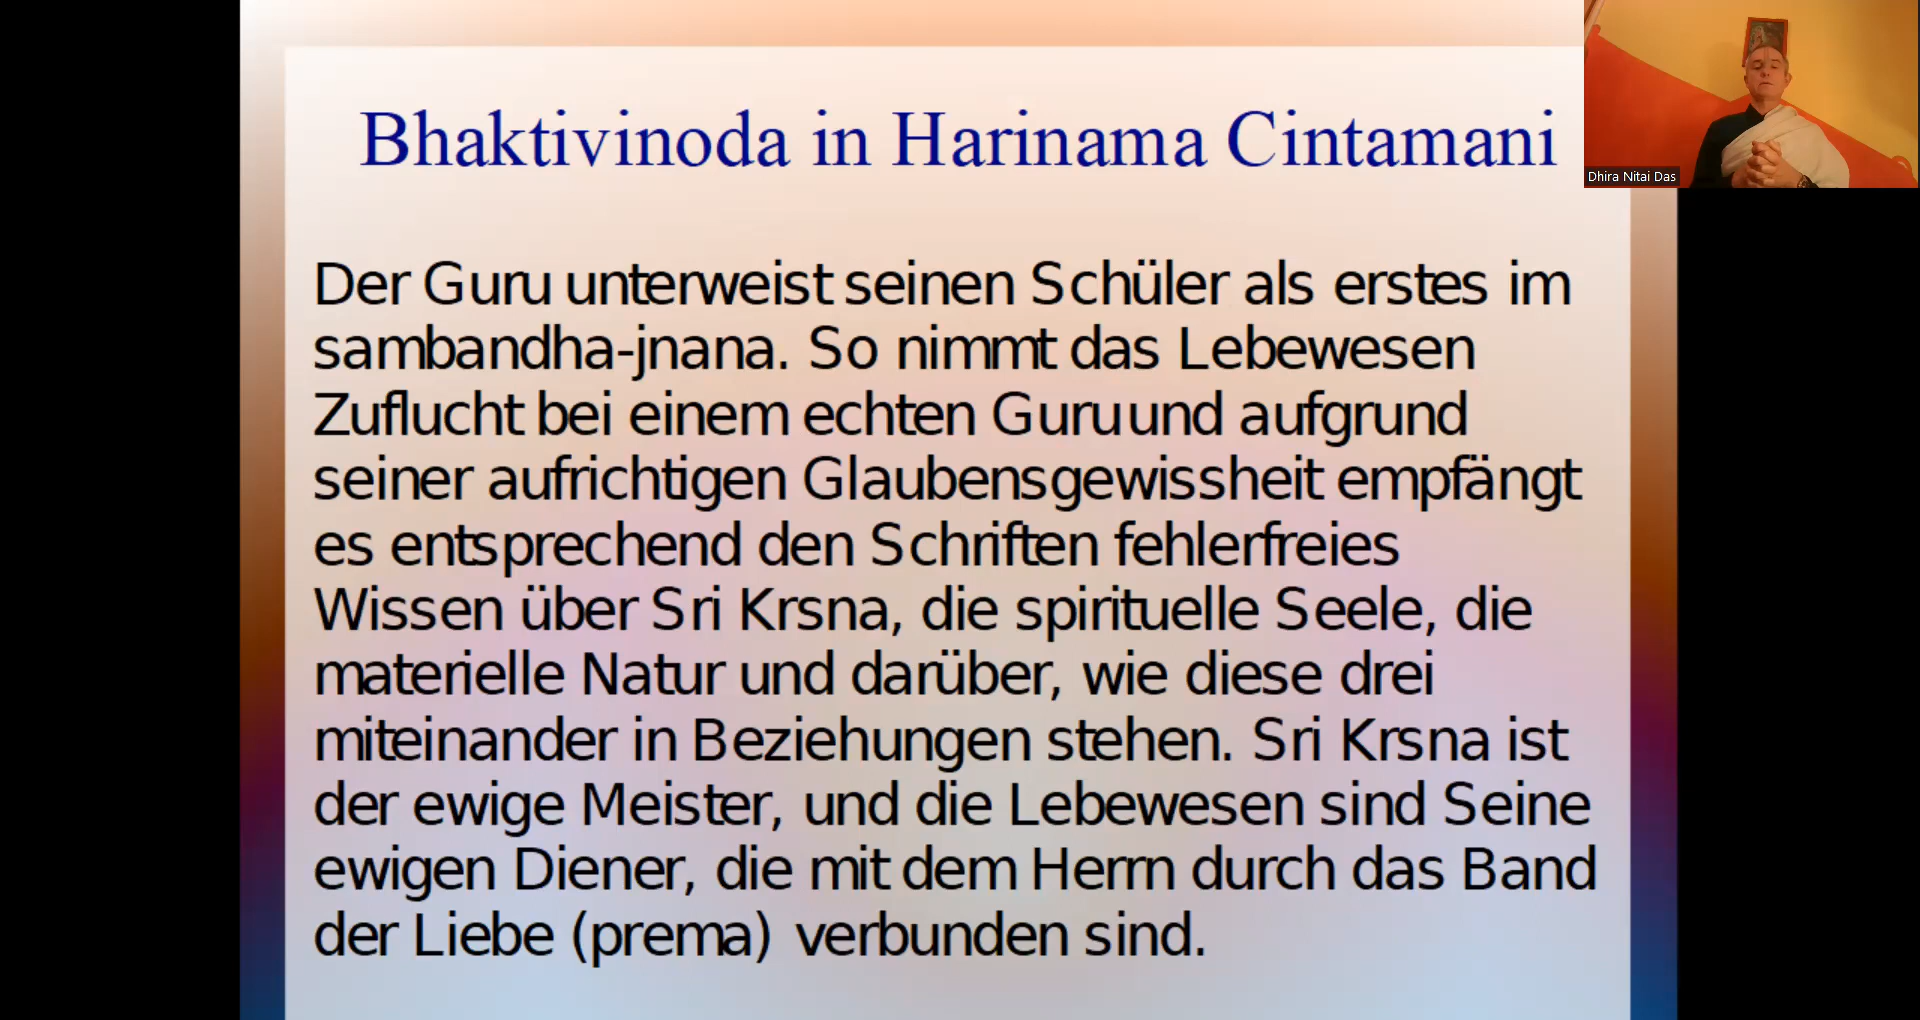 Bhaktivinoda in Harinama Cintamani
Dhira Nitai Das
Der Guru unterweist seinen Schüler als erstes im
sambandha-jnana. So nimmt das Lebewesen
Zuflucht bei einem echten Guru und aufgrund
seiner aufrichtigen Glaubensgewissheit empfängt
es entsprechend den Schriften fehlerfreies
Wissen über Sri Krsna, die spirituelle Seele, die
materielle Natur und darüber, wie diese drei
miteinander in Beziehungen stehen. Sri Krsna ist
der ewige Meister, und die Lebewesen sind Seine
ewigen Diener, die mit dem Herrn durch das Band
der Liebe (prema) verbunden sind.